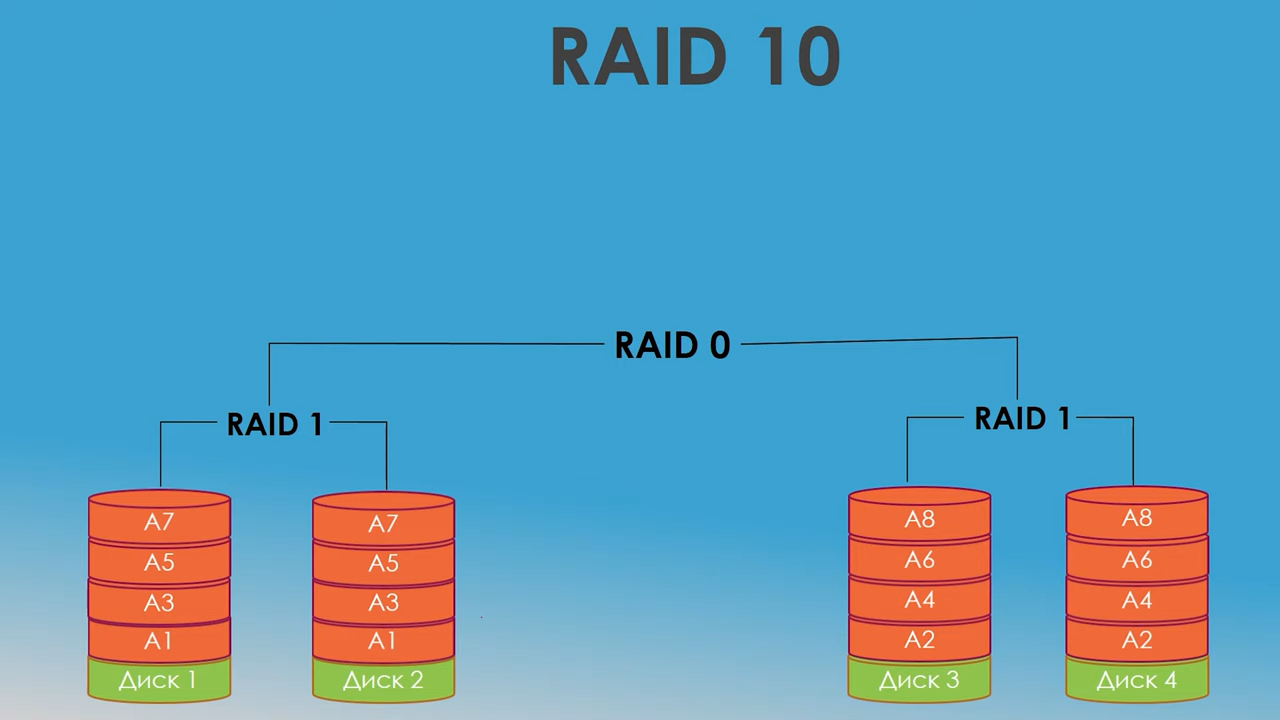 RAID 10
RAID 0
RAID 1
RAID 1
A7
A5
A3
A1
Диск 1
A7
A5
A3
A1
Диск 2
A8
A6
A4
A2
Диск 3
A8
A6
A4
A2
Диск 4